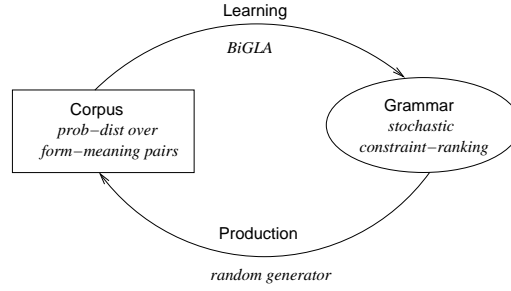 Learning
BiGLA
Corpus
prob−dist over
form−meaning pairs
Grammar
stochastic
constraint−ranking
Production
random generator